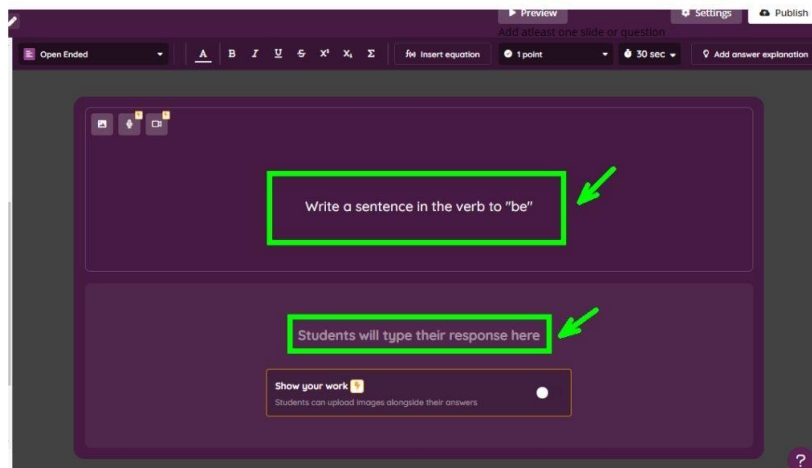 Preview
Settings
Publish
Add atleast one slide or question
Open Ended
A B I U S X² X₂ Σ
f(x) Insert equation
1 point
30 sec
Add answer explanation
Write a sentence in the verb to "be"
Students will type their response here
Show your work
Students can upload images alongside their answers
?